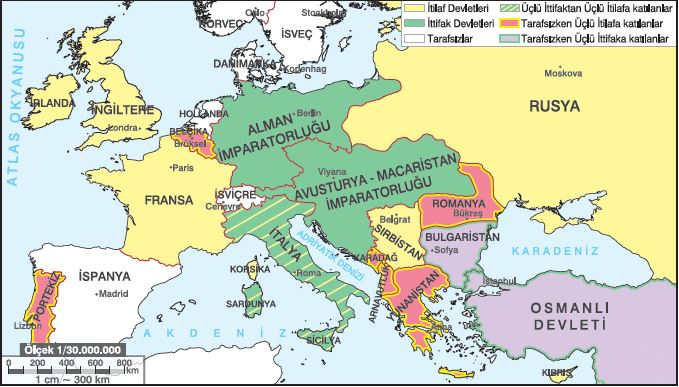 İtilaf Devletleri
İttifak Devletleri
Tarafsızlar
Üçlü İttifaktan Üçlü İtilafa katılanlar
Tarafsızken Üçlü İtilafa katılanlar
Tarafsızken Üçlü İttifaka katılanlar
ATLAS OKYANUSU
NORVEÇ
Oslo
Stockholm
İSVEÇ
DANİMARKA
Kopenhag
Moskova
RUSYA
İRLANDA
İNGİLTERE
Londra
HOLLANDA
BELÇİKA
Brüksel
ALMAN
İMPARATORLUĞU
Berlin
Paris
FRANSA
Viyana
AVUSTURYA - MACARİSTAN
İMPARATORLUĞU
İSVİÇRE
Cenevre
ROMANYA
Bükreş
Belgrat
SIRBİSTAN
BULGARİSTAN
Sofya
KARADENİZ
İTALYA
ADRİYATİK DENİZİ
KARADAĞ
ARNAVUTLUK
Roma
KORSİKA
SARDUNYA
İSPANYA
Madrid
PORTEKİZ
Lizbon
YUNANİSTAN
Atina
İstanbul
OSMANLI
DEVLETİ
AKDENİZ
SİCİLYA
KIBRIS
Ölçek 1/30.000.000
0 200 400 600 800
km
1 cm ~ 300 km